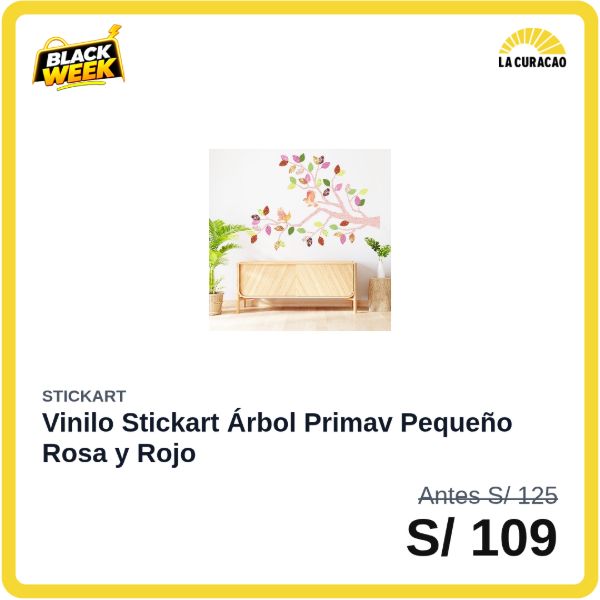 BLACK
WEEK
LA CURACAO
STICKART
Vinilo Stickart Árbol Primav Pequeño
Rosa y Rojo
Antes S/ 125
S/ 109